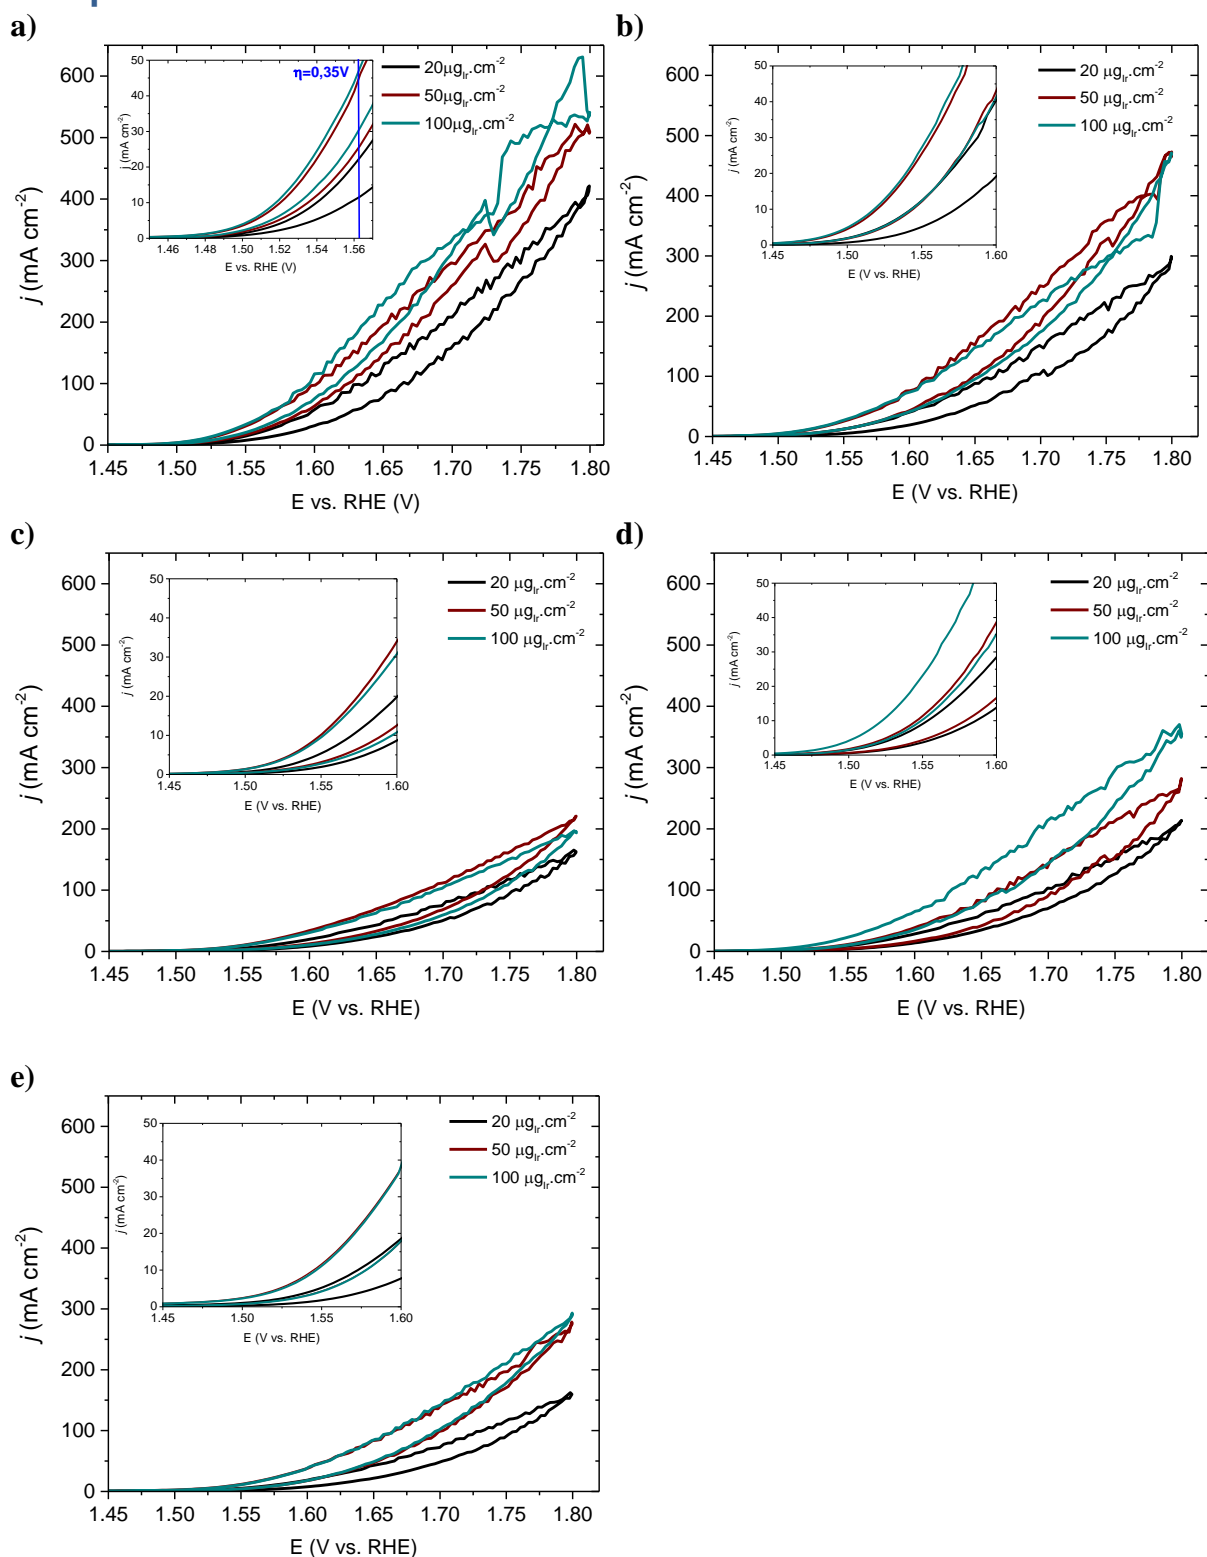 a)
j (mA cm-2)
600
500
400
300
200
100
0
1.45 1.50 1.55 1.60 1.65 1.70 1.75 1.80
E vs. RHE (V)
20μgIr.cm-2
50μgIr.cm-2
100μgIr.cm-2
η=0,35V
j (mA cm-2)
50
40
30
20
10
0
1.46 1.48 1.50 1.52 1.54 1.56
E vs. RHE (V)
b)
j (mA cm-2)
600
500
400
300
200
100
0
1.45 1.50 1.55 1.60 1.65 1.70 1.75 1.80
E (V vs. RHE)
20 μgIr.cm-2
50 μgIr.cm-2
100 μgIr.cm-2
j (mA cm-2)
50
40
30
20
10
0
1.45 1.50 1.55 1.60
E (V vs. RHE)
c)
j (mA cm-2)
600
500
400
300
200
100
0
1.45 1.50 1.55 1.60 1.65 1.70 1.75 1.80
E (V vs. RHE)
20 μgIr.cm-2
50 μgIr.cm-2
100 μgIr.cm-2
j (mA cm-2)
50
40
30
20
10
0
1.45 1.50 1.55 1.60
E (V vs. RHE)
d)
j (mA cm-2)
600
500
400
300
200
100
0
1.45 1.50 1.55 1.60 1.65 1.70 1.75 1.80
E (V vs. RHE)
20 μgIr.cm-2
50 μgIr.cm-2
100 μgIr.cm-2
j (mA cm-2)
50
40
30
20
10
0
1.45 1.50 1.55 1.60
E (V vs. RHE)
e)
j (mA cm-2)
600
500
400
300
200
100
0
1.45 1.50 1.55 1.60 1.65 1.70 1.75 1.80
E (V vs. RHE)
20 μgIr.cm-2
50 μgIr.cm-2
100 μgIr.cm-2
j (mA cm-2)
50
40
30
20
10
0
1.45 1.50 1.55 1.60
E (V vs. RHE)